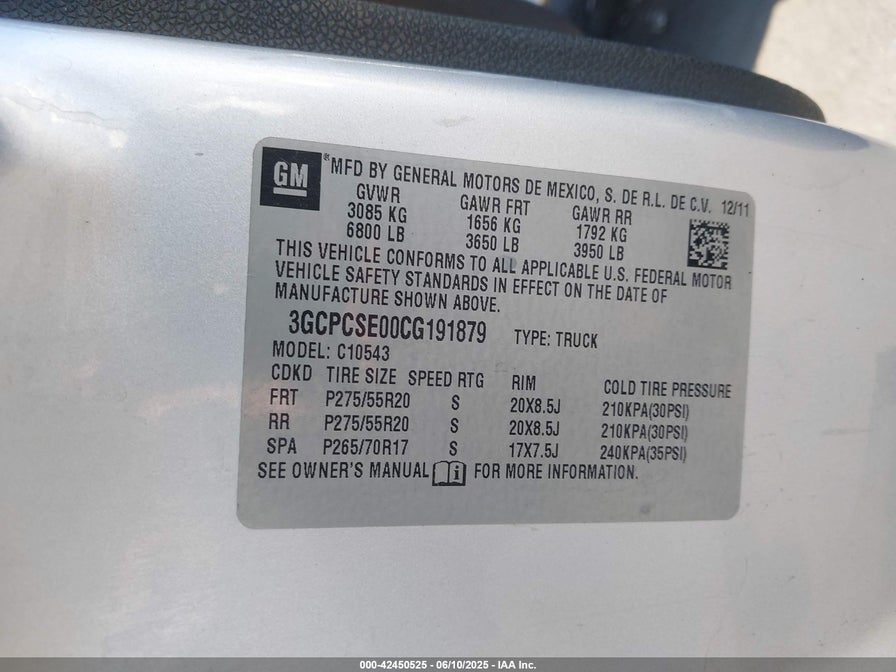 GM
*MFD BY GENERAL MOTORS DE MEXICO, S. DE R.L. DE C.V. 12/11
GVWR GAWR FRT GAWR RR
3085 KG 1656 KG 1792 KG
6800 LB 3650 LB 3950 LB
THIS VEHICLE CONFORMS TO ALL APPLICABLE U.S. FEDERAL MOTOR
VEHICLE SAFETY STANDARDS IN EFFECT ON THE DATE OF
MANUFACTURE SHOWN ABOVE.
3GCPCSE00CG191879 TYPE: TRUCK
MODEL: C10543
CDKD TIRE SIZE SPEED RTG RIM COLD TIRE PRESSURE
FRT P275/55R20 S 20X8.5J 210KPA(30PSI)
RR P275/55R20 S 20X8.5J 210KPA(30PSI)
SPA P265/70R17 S 17X7.5J 240KPA(35PSI)
SEE OWNER'S MANUAL i FOR MORE INFORMATION.
000-42450525 - 06/10/2025 - IAA Inc.